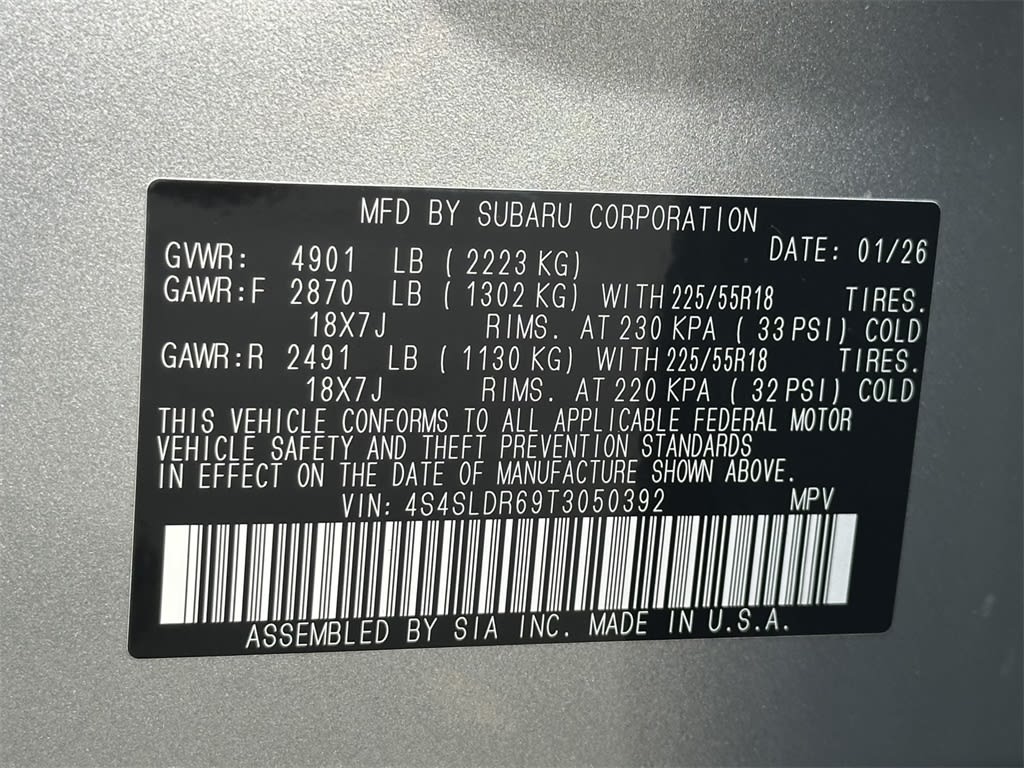 MFD BY SUBARU CORPORATION
DATE: 01/26
GVWR: 4901 LB ( 2223 KG)
GAWR:F 2870 LB ( 1302 KG) WITH 225/55R18 TIRES.
18X7J RIMS. AT 230 KPA ( 33 PSI) COLD
GAWR:R 2491 LB ( 1130 KG) WITH 225/55R18 TIRES.
18X7J RIMS. AT 220 KPA ( 32 PSI) COLD
THIS VEHICLE CONFORMS TO ALL APPLICABLE FEDERAL MOTOR
VEHICLE SAFETY AND THEFT PREVENTION STANDARDS
IN EFFECT ON THE DATE OF MANUFACTURE SHOWN ABOVE.
VIN: 4S4SLDR69T3050392 MPV
ASSEMBLED BY SIA INC. MADE IN U.S.A.